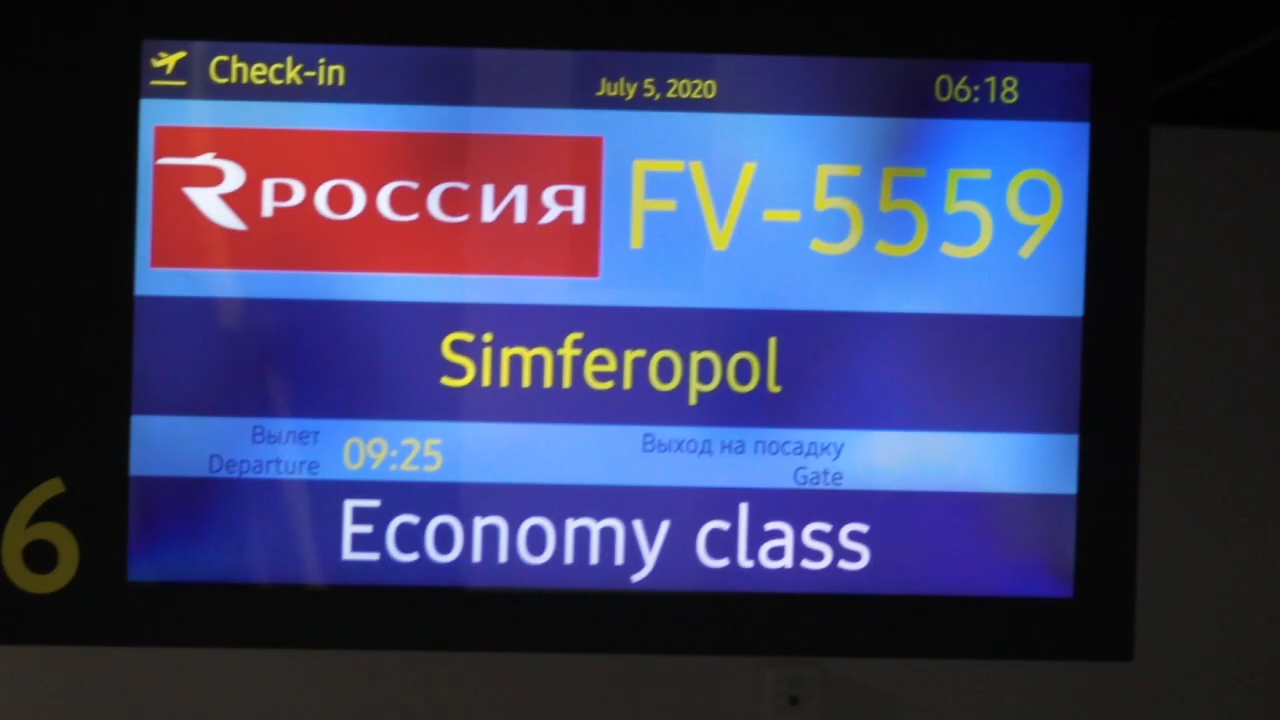 Check-in
July 5, 2020
06:18
РОССИЯ
FV-5559
Simferopol
Вылет
Departure
09:25
Выход на посадку
Gate
Economy class
6